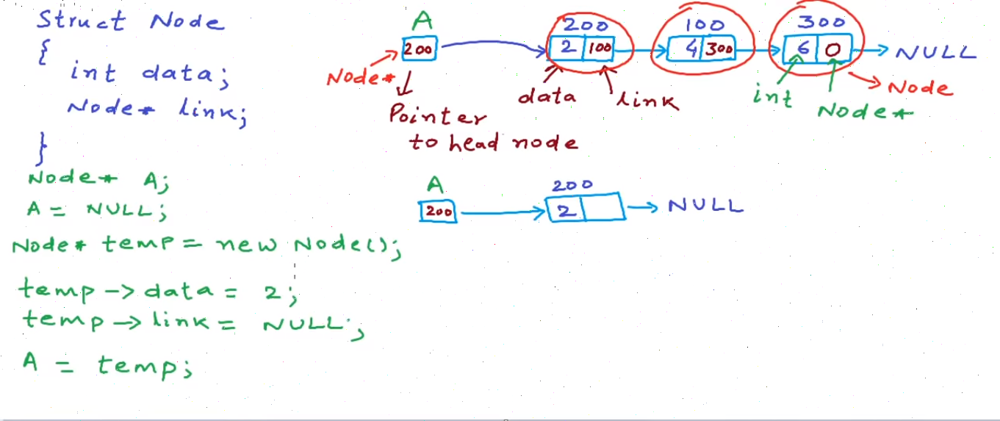 Struct Node
{
int data;
Node* link;
}
Node* A;
A = NULL;
Node* temp = new Node();
temp -> data = 2;
temp -> link = NULL;
A = temp;
A
200
Node*
Pointer
to head node
200
2 100
data
link
100
4 300
300
6 0
NULL
int
Node*
Node
A
200
200
2
NULL